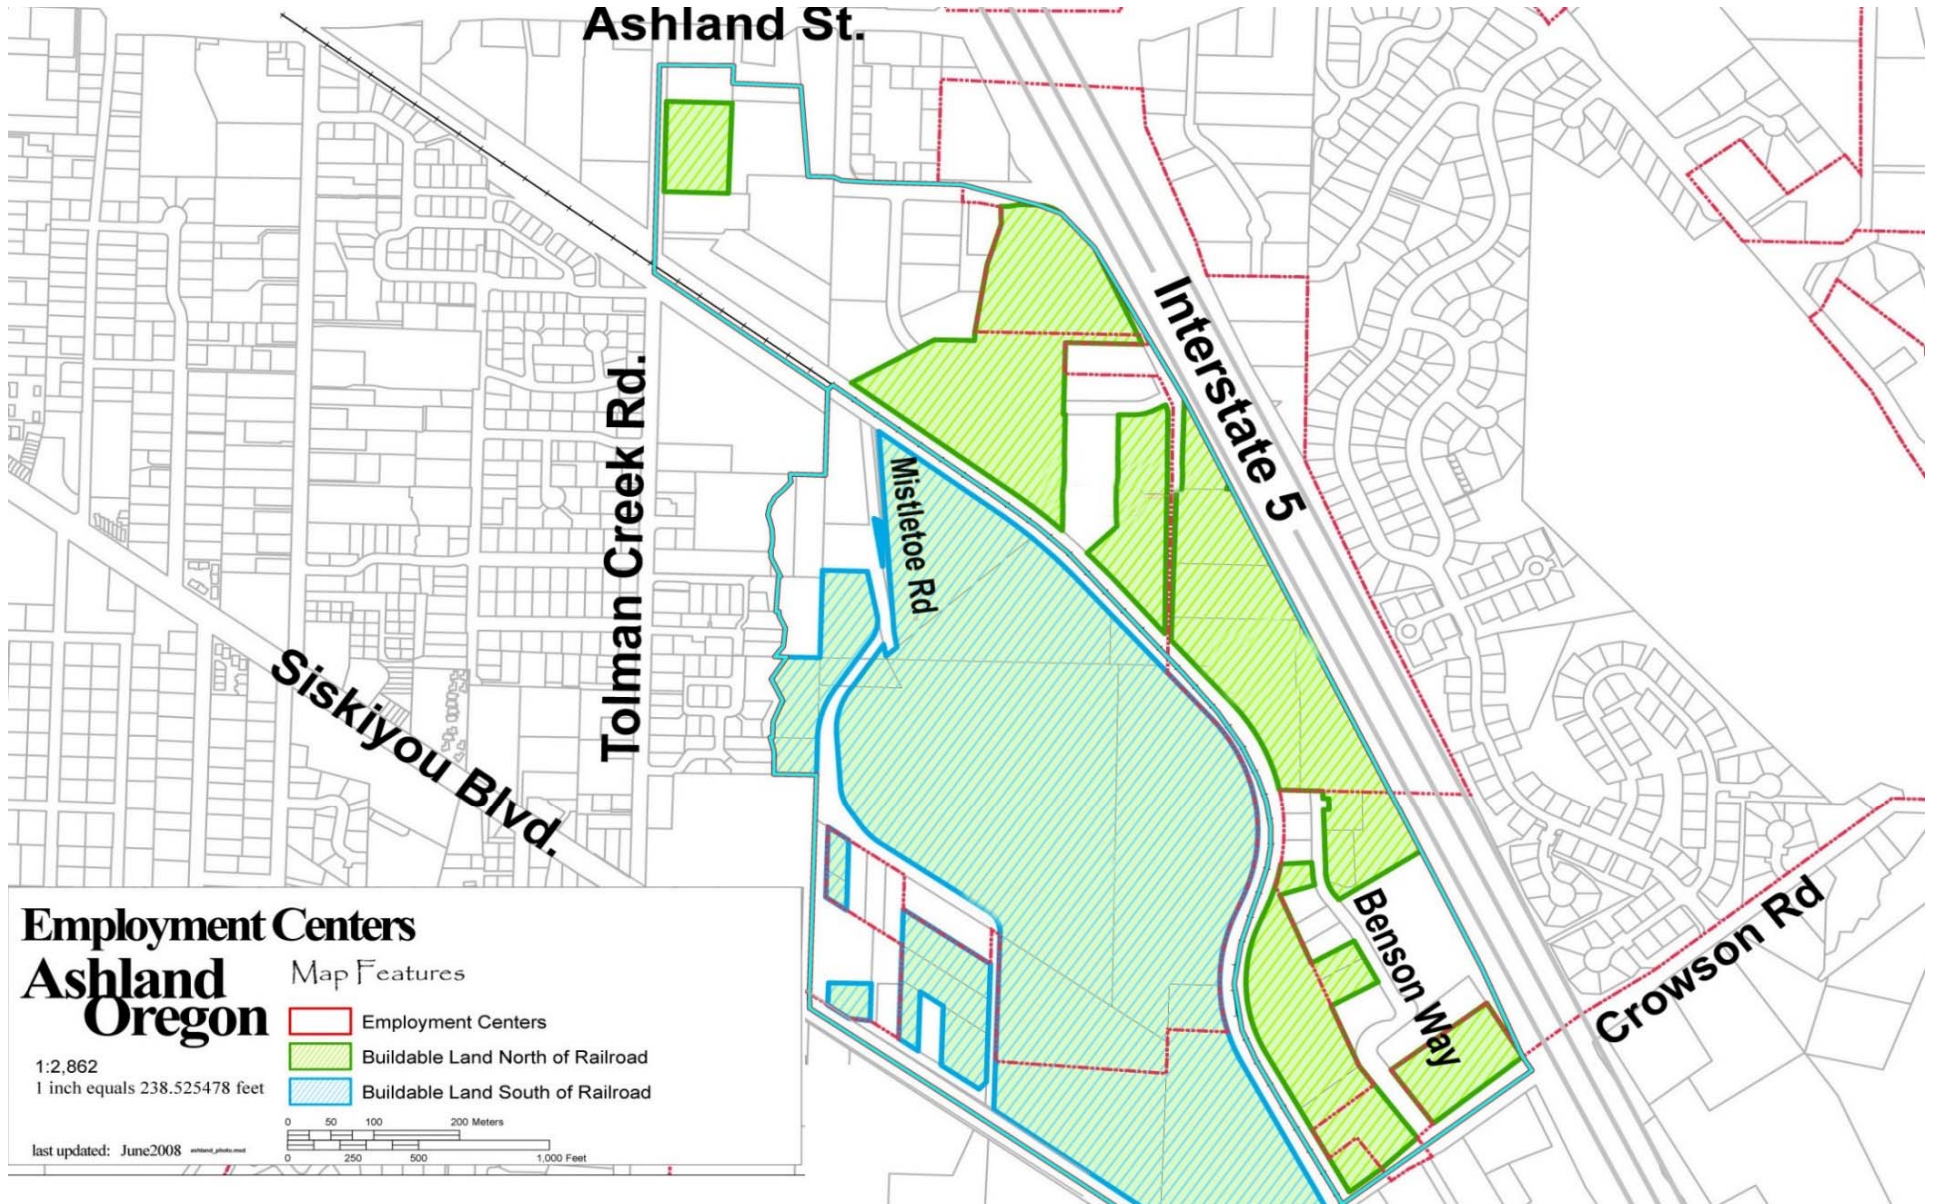 Ashland St.
Interstate 5
Tolman Creek Rd.
Mistletoe Rd
Siskiyou Blvd.
Benson Way
Crowson Rd
Employment Centers
Ashland
Oregon
Map Features
Employment Centers
Buildable Land North of Railroad
Buildable Land South of Railroad
1:2,862
1 inch equals 238.525478 feet
0 50 100 200 Meters
0 250 500 1,000 Feet
last updated: June2008 ashland_photo.mxd